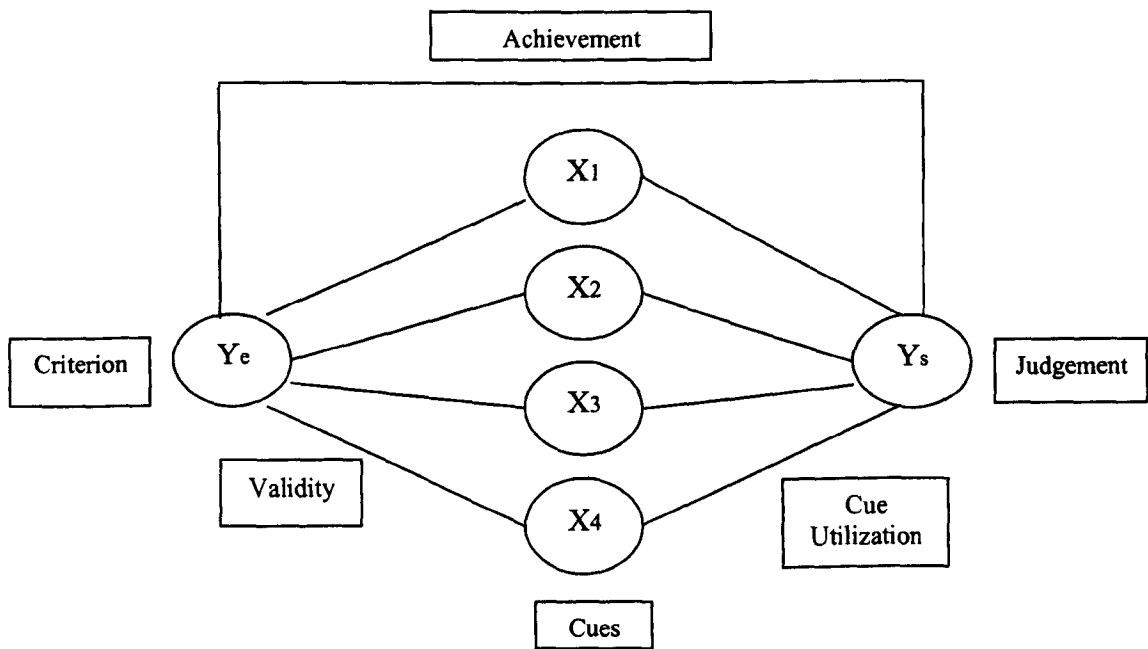 Achievement
X1
X2
Criterion
Ye
Ys
Judgement
X3
Validity
X4
Cue
Utilization
Cues